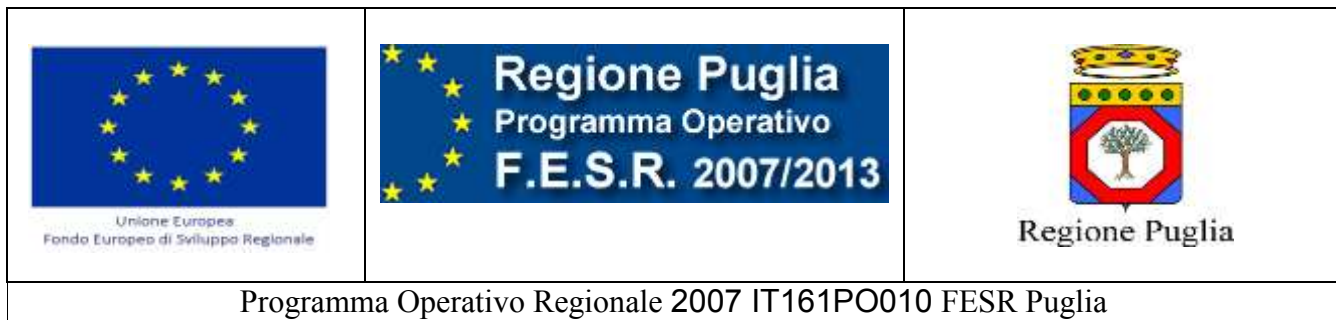 Unione Europea
Fondo Europeo di Sviluppo Regionale
Regione Puglia
Programma Operativo
F.E.S.R. 2007/2013
Regione Puglia
Programma Operativo Regionale 2007 IT161PO010 FESR Puglia